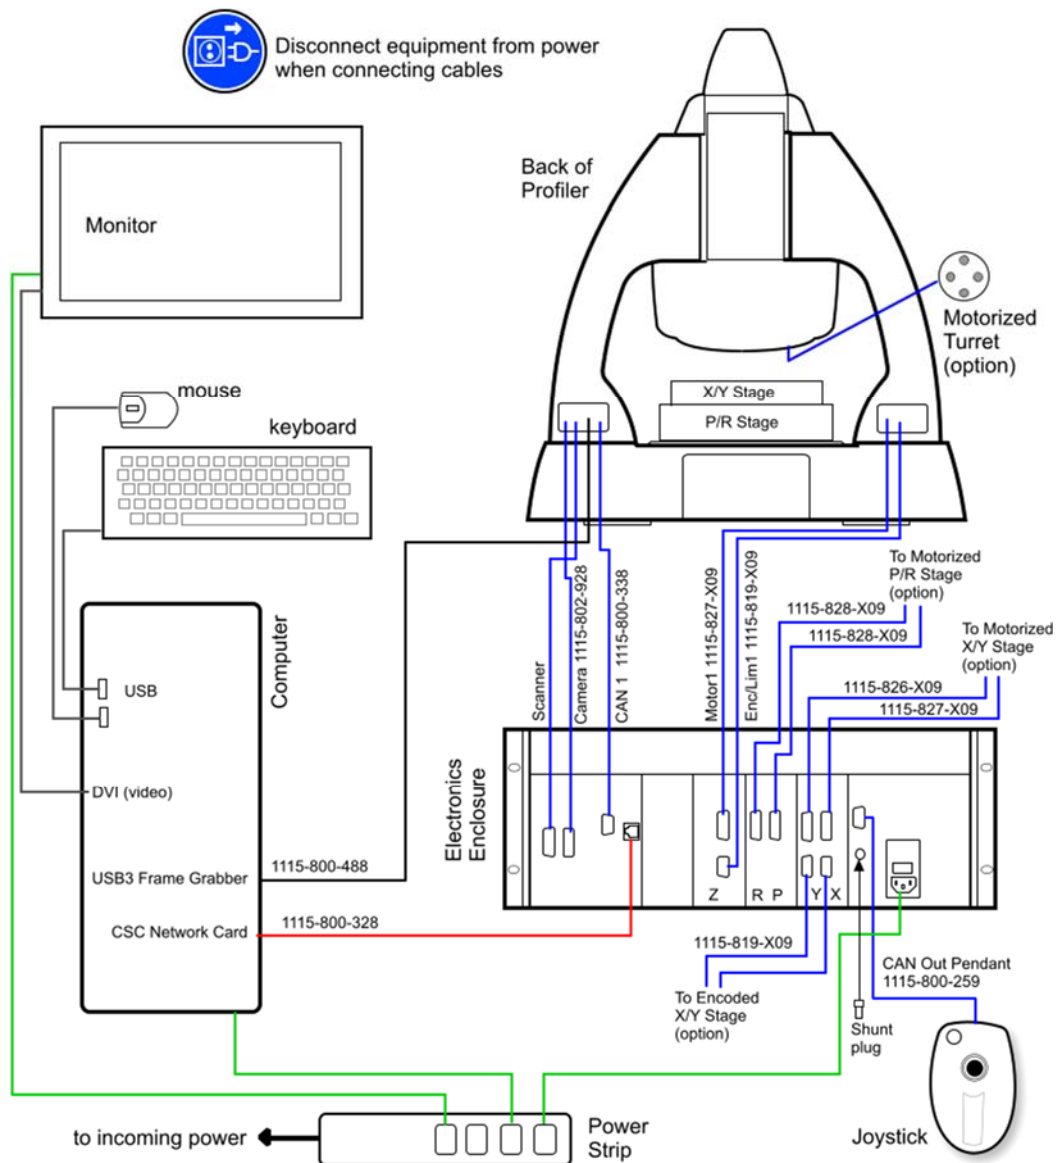 Disconnect equipment from power
when connecting cables
Back of
Profiler
Monitor
Motorized
Turret
(option)
X/Y Stage
P/R Stage
mouse
keyboard
To Motorized
P/R Stage
(option)
1115-828-X09
1115-828-X09
To Motorized
X/Y Stage
(option)
1115-826-X09
1115-827-X09
Scanner
Camera 1115-802-928
CAN 1 1115-800-338
Motor1 1115-827-X09
Enc/Lim1 1115-819-X09
Computer
USB
DVI (video)
USB3 Frame Grabber
1115-800-488
CSC Network Card
1115-800-328
Electronics
Enclosure
Z
R P
Y X
1115-819-X09
To Encoded
X/Y Stage
(option)
CAN Out Pendant
1115-800-259
Shunt
plug
to incoming power
Power
Strip
Joystick